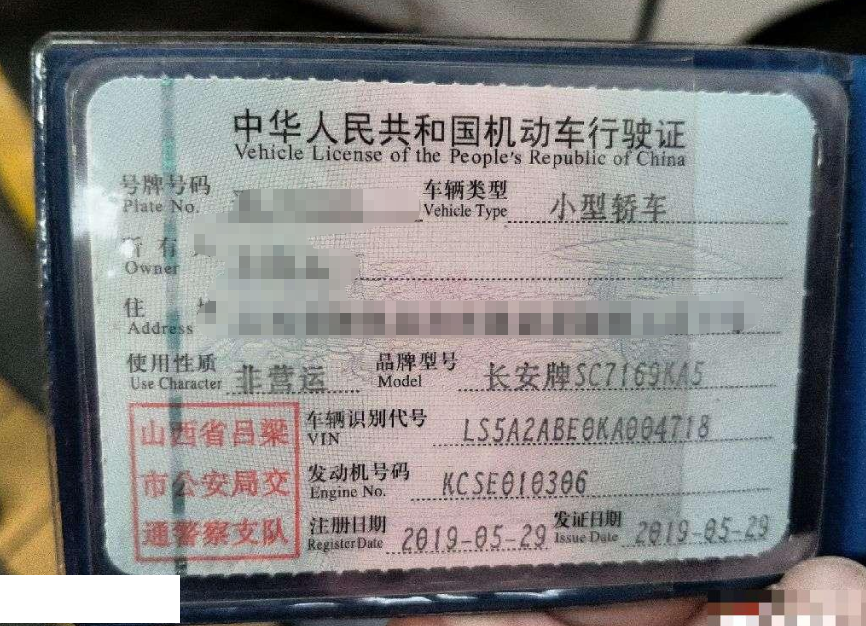 中华人民共和国机动车行驶证
Vehicle License of the People's Republic of China
号牌号码 车辆类型 小型轿车
Plate No. Vehicle Type
所有
Owner
住
Address
使用性质 非营运 品牌型号 长安牌SC7169KA5
Use Character Model
车辆识别代号 LS5A2ABE0KA004718
VIN
发动机号码 KCSE010306
Engine No.
注册日期 2019-05-29 发证日期 2019-05-29
Register Date Issue Date
山西省吕梁
市公安局交
通警察支队